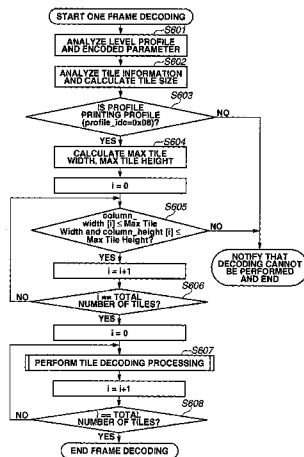 START ONE FRAME DECODING
S601
ANALYZE LEVEL PROFILE
AND ENCODED PARAMETER
S602
ANALYZE TILE INFORMATION
AND CALCULATE TILE SIZE
S603
IS PROFILE
PRINTING PROFILE
(profile_idc=0x06)?
NO
YES
S604
CALCULATE MAX TILE
WIDTH, MAX TILE HEIGHT
i = 0
S605
column_
width [i] ≤ Max Tile
Width and column_height [i] ≤
Max Tile Height?
NO
YES
NOTIFY THAT
DECODING CANNOT
BE PERFORMED
AND END
i = i+1
S606
NO
i == TOTAL
NUMBER OF TILES?
YES
i = 0
S607
PERFORM TILE DECODING PROCESSING
i = i+1
S608
NO
i == TOTAL
NUMBER OF TILES?
YES
END FRAME DECODING